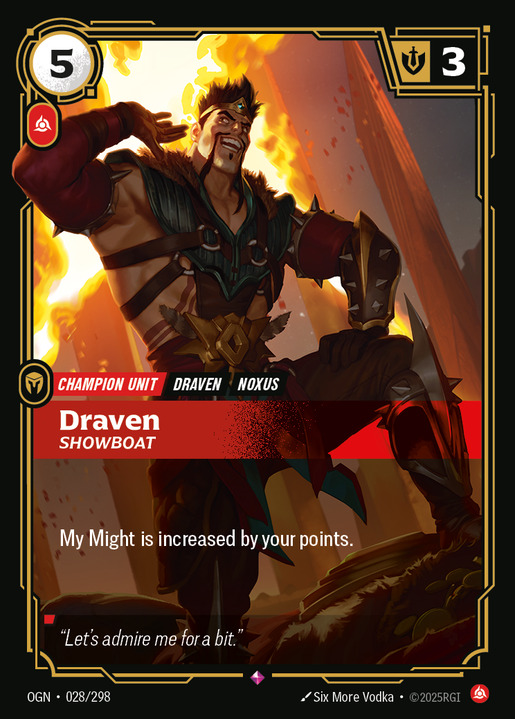 5
3
CHAMPION UNIT DRAVEN NOXUS
Draven
SHOWBOAT
My Might is increased by your points.
“Let’s admire me for a bit.”
OGN • 028/298 Six More Vodka • ©2025RGI